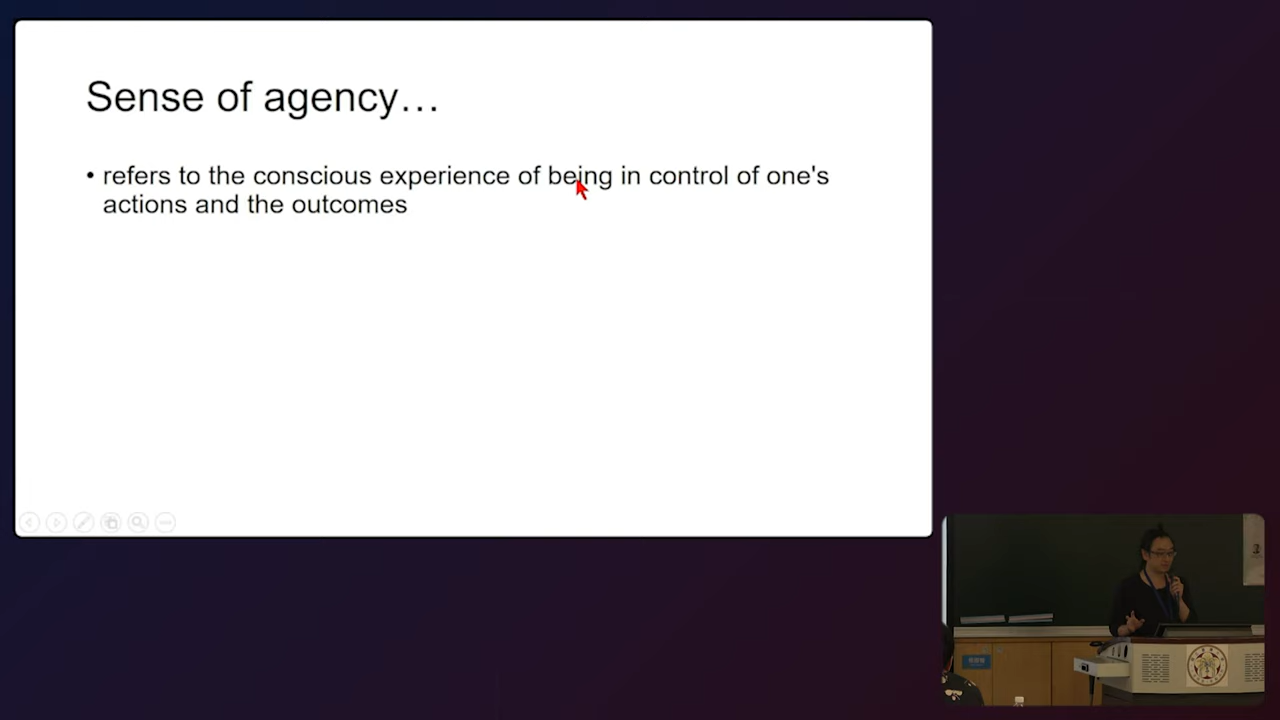 Sense of agency…
• refers to the conscious experience of being in control of one's
actions and the outcomes